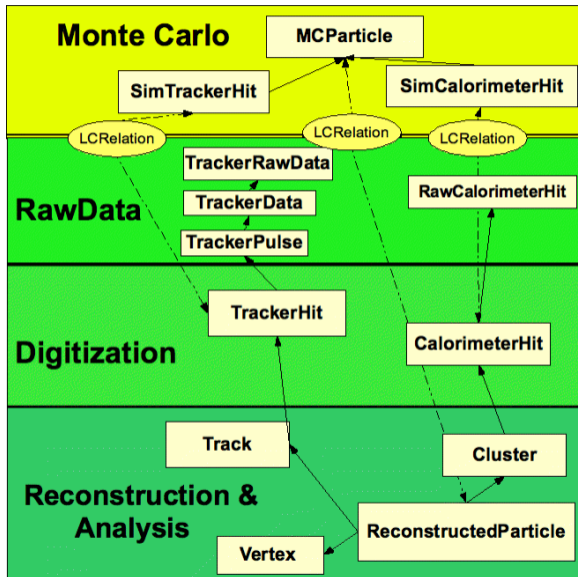 Monte Carlo
MCParticle
SimTrackerHit
SimCalorimeterHit
LCRelation
LCRelation
LCRelation
TrackerRawData
TrackerData
TrackerPulse
RawCalorimeterHit
RawData
TrackerHit
CalorimeterHit
Digitization
Track
Cluster
Reconstruction &
Analysis
ReconstructedParticle
Vertex